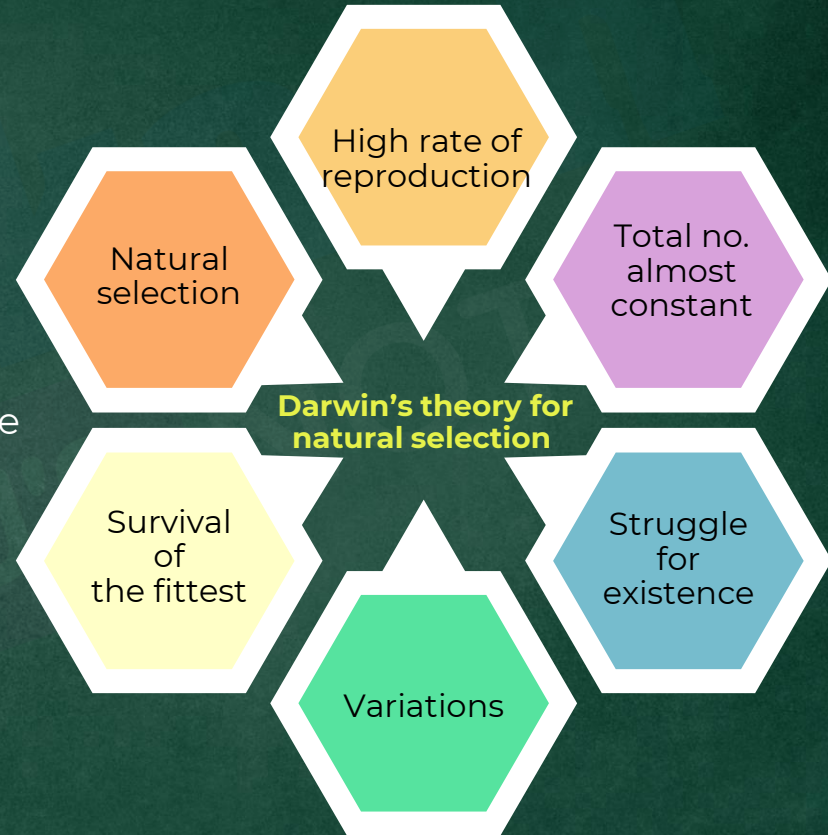 High rate of
reproduction
Total no.
almost
constant
Natural
selection
Darwin’s theory for
natural selection
e
Survival
of
the fittest
Struggle
for
existence
Variations